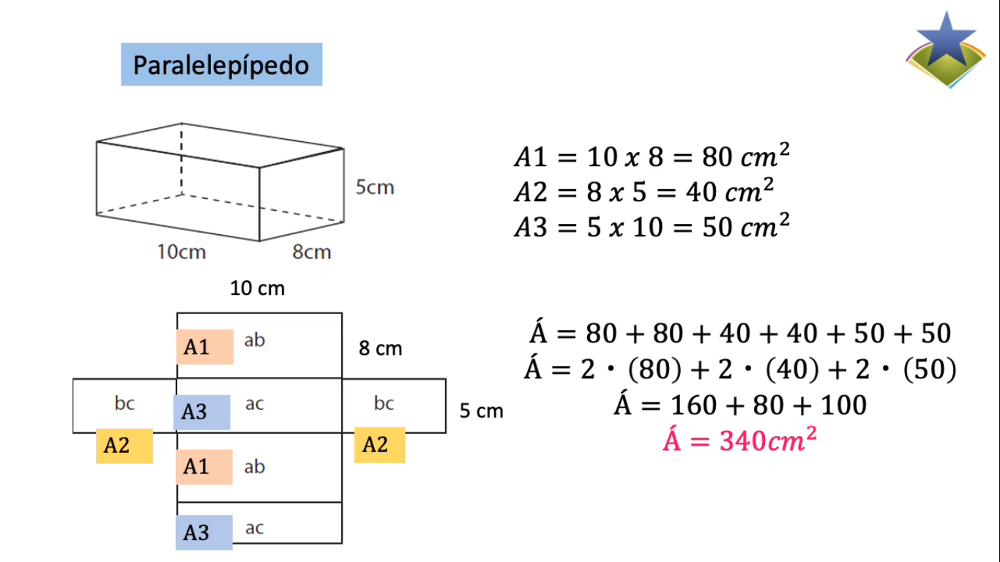 Paralelepípedo
5cm
10cm 8cm
A1 = 10 x 8 = 80 cm²
A2 = 8 x 5 = 40 cm²
A3 = 5 x 10 = 50 cm²
10 cm
A1 ab 8 cm
bc A3 ac bc 5 cm
A2 A2
A1 ab
A3 ac
Á = 80 + 80 + 40 + 40 + 50 + 50
Á = 2 · (80) + 2 · (40) + 2 · (50)
Á = 160 + 80 + 100
Á = 340cm²